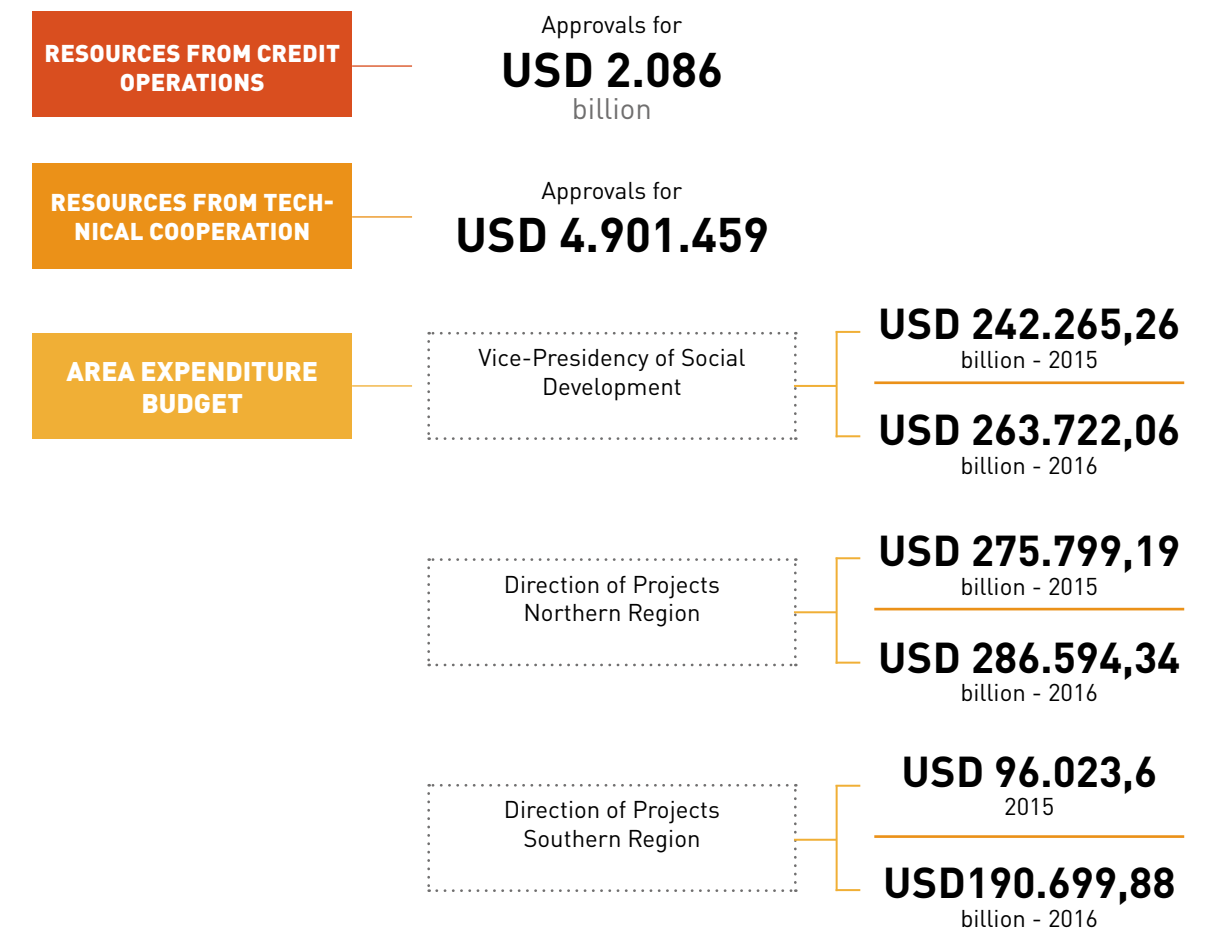 RESOURCES FROM CREDIT
OPERATIONS
Approvals for
USD 2.086
billion
RESOURCES FROM TECH-
NICAL COOPERATION
Approvals for
USD 4.901.459
AREA EXPENDITURE
BUDGET
Vice-Presidency of Social
Development
USD 242.265,26
billion - 2015
USD 263.722,06
billion - 2016
Direction of Projects
Northern Region
USD 275.799,19
billion - 2015
USD 286.594,34
billion - 2016
Direction of Projects
Southern Region
USD 96.023,6
2015
USD190.699,88
billion - 2016